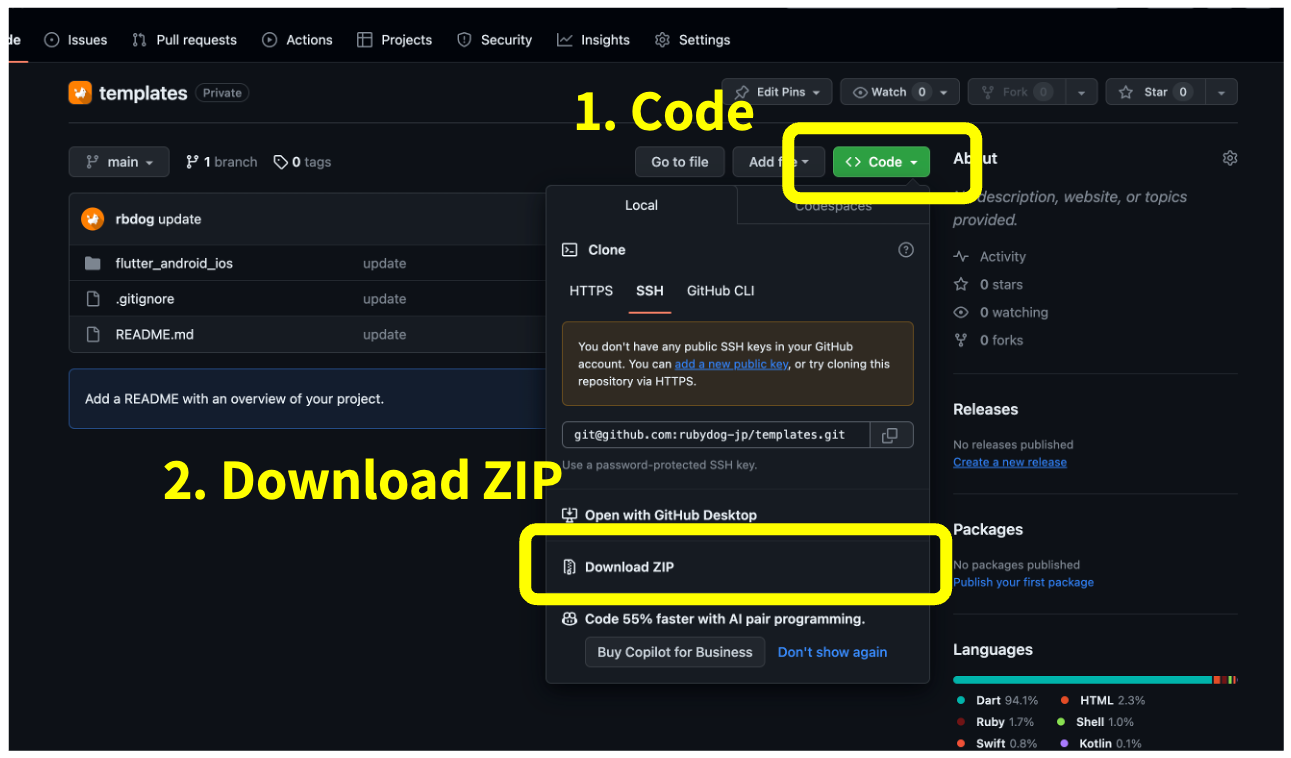 de Issues Pull requests Actions Projects Security Insights Settings
templates Private Edit Pins Watch 0 Fork 0 Star 0
1. Code
main 1 branch 0 tags Go to file Add file Code About
rbdog update
flutter_android_ios update
.gitignore update
README.md update
Add a README with an overview of your project.
2. Download ZIP
Local Codespaces
Clone
HTTPS SSH GitHub CLI
You don't have any public SSH keys in your GitHub
account. You can add a new public key, or try cloning this
repository via HTTPS.
git@github.com:rubydog-jp/templates.git
Use a password-protected SSH key.
Open with GitHub Desktop
Download ZIP
Code 55% faster with AI pair programming.
Buy Copilot for Business Don't show again
description, website, or topics
provided.
Activity
0 stars
0 watching
0 forks
Releases
No releases published
Create a new release
Packages
No packages published
Publish your first package
Languages
Dart 94.1% HTML 2.3%
Ruby 1.7% Shell 1.0%
Swift 0.8% Kotlin 0.1%